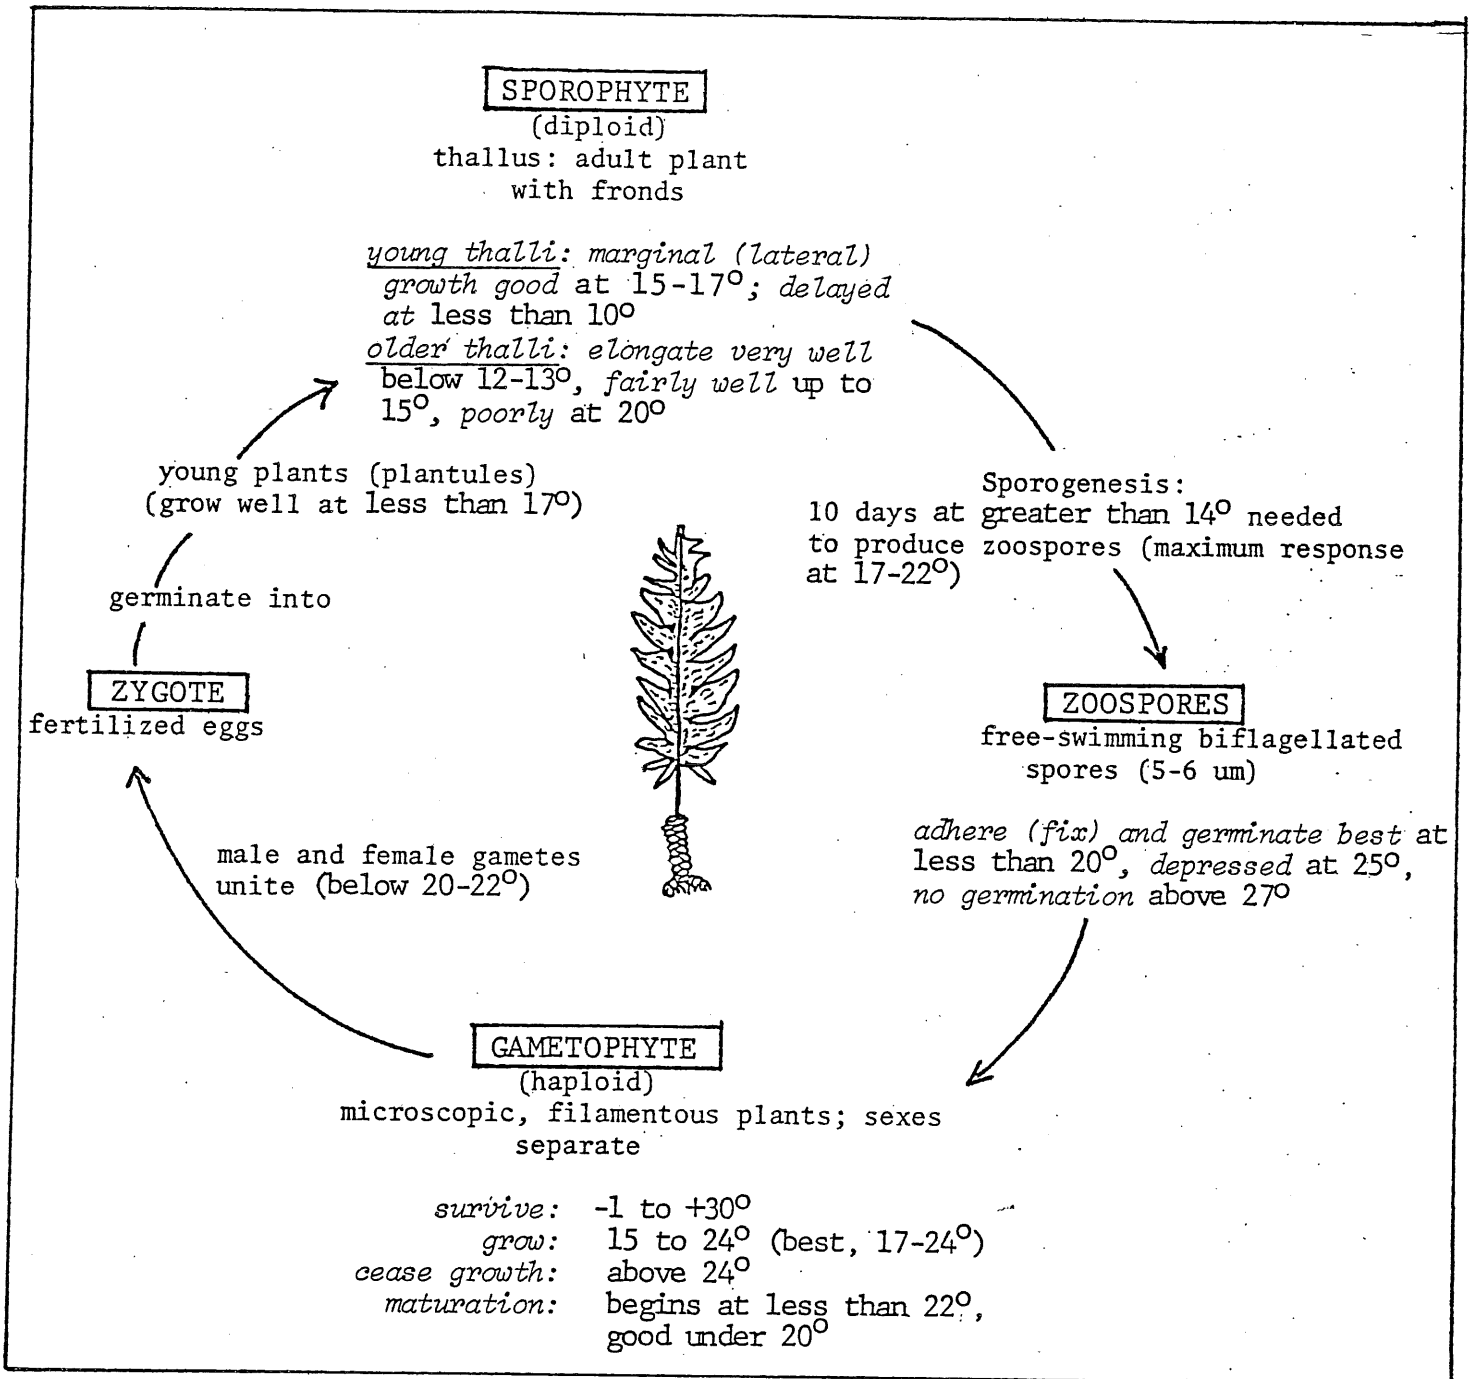 SPOROPHYTE
(diploid)
thallus: adult plant
with fronds
young thalli: marginal (lateral)
growth good at 15-17°; delayed
at less than 10°
older thalli: elongate very well
below 12-13°, fairly well up to
15°, poorly at 20°
young plants (plantules)
(grow well at less than 17°)
germinate into
ZYGOTE
fertilized eggs
Sporogenesis:
10 days at greater than 14° needed
to produce zoospores (maximum response
at 17-22°)
ZOOSPORES
free-swimming biflagellated
spores (5-6 um)
adhere (fix) and germinate best at
less than 20°, depressed at 25°,
no germination above 27°
male and female gametes
unite (below 20-22°)
GAMETOPHYTE
(haploid)
microscopic, filamentous plants; sexes
separate
survive: -1 to +30°
grow: 15 to 24° (best, 17-24°)
cease growth: above 24°
maturation: begins at less than 22°,
good under 20°